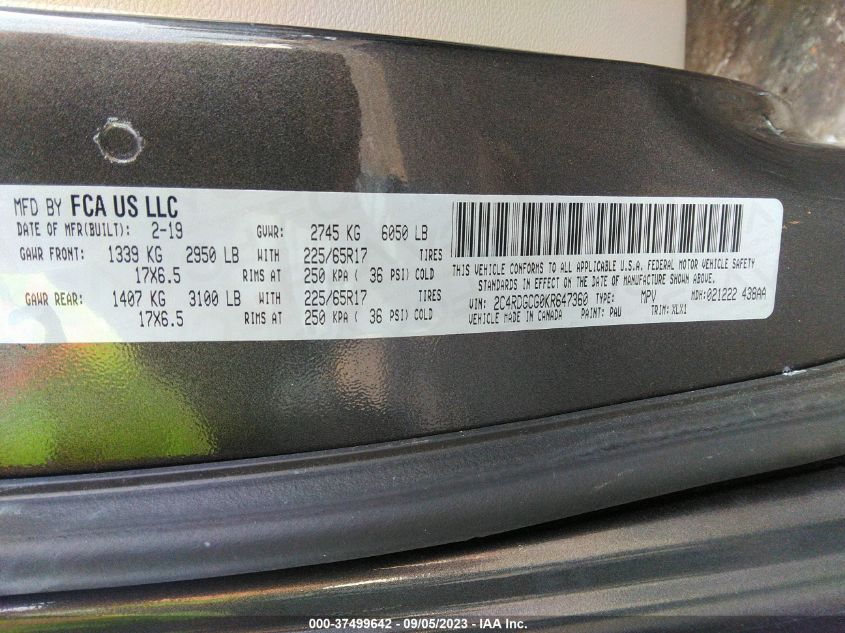 MFD BY FCA US LLC
DATE OF MFR(BUILT): 2-19 GVWR: 2745 KG 6050 LB
GAWR FRONT: 1339 KG 2950 LB WITH 225/65R17 TIRES
17X6.5 RIMS AT 250 KPA ( 36 PSI) COLD
GAWR REAR: 1407 KG 3100 LB WITH 225/65R17 TIRES
17X6.5 RIMS AT 250 KPA ( 36 PSI) COLD
THIS VEHICLE CONFORMS TO ALL APPLICABLE U.S.A. FEDERAL MOTOR VEHICLE SAFETY
STANDARDS IN EFFECT ON THE DATE OF MANUFACTURE SHOWN ABOVE.
VIN: 2C4RDGCG0KR647360 TYPE: MPV MDH:021222 438AA
VEHICLE MADE IN CANADA PAINT: PAU TRIM: XLX1
000-37499642 - 09/05/2023 - IAA Inc.